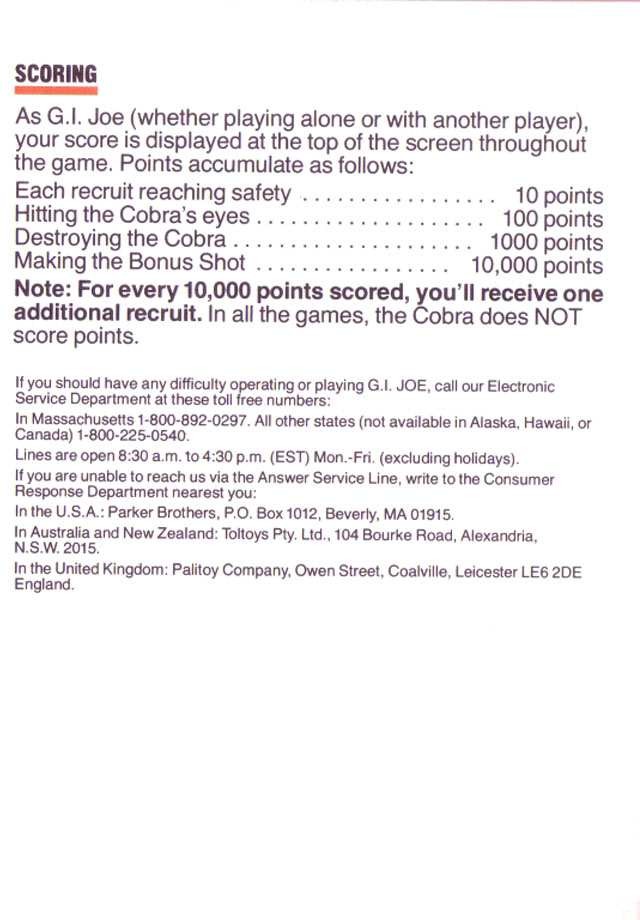 SCORING
As G.I. Joe (whether playing alone or with another player),
your score is displayed at the top of the screen throughout
the game. Points accumulate as follows:
Each recruit reaching safety . . . . . . . . . . . . . . . . . 10 points
Hitting the Cobra's eyes . . . . . . . . . . . . . . . . . . . . 100 points
Destroying the Cobra . . . . . . . . . . . . . . . . . . . . . 1000 points
Making the Bonus Shot . . . . . . . . . . . . . . . . . 10,000 points
Note: For every 10,000 points scored, you'll receive one
additional recruit. In all the games, the Cobra does NOT
score points.
If you should have any difficulty operating or playing G.I. JOE, call our Electronic
Service Department at these toll free numbers:
In Massachusetts 1-800-892-0297. All other states (not available in Alaska, Hawaii, or
Canada) 1-800-225-0540.
Lines are open 8:30 a.m. to 4:30 p.m. (EST) Mon.-Fri. (excluding holidays).
If you are unable to reach us via the Answer Service Line, write to the Consumer
Response Department nearest you:
In the U.S.A.: Parker Brothers, P.O. Box 1012, Beverly, MA 01915.
In Australia and New Zealand: Toltoys Pty. Ltd., 104 Bourke Road, Alexandria,
N.S.W. 2015.
In the United Kingdom: Palitoy Company, Owen Street, Coalville, Leicester LE6 2DE
England.